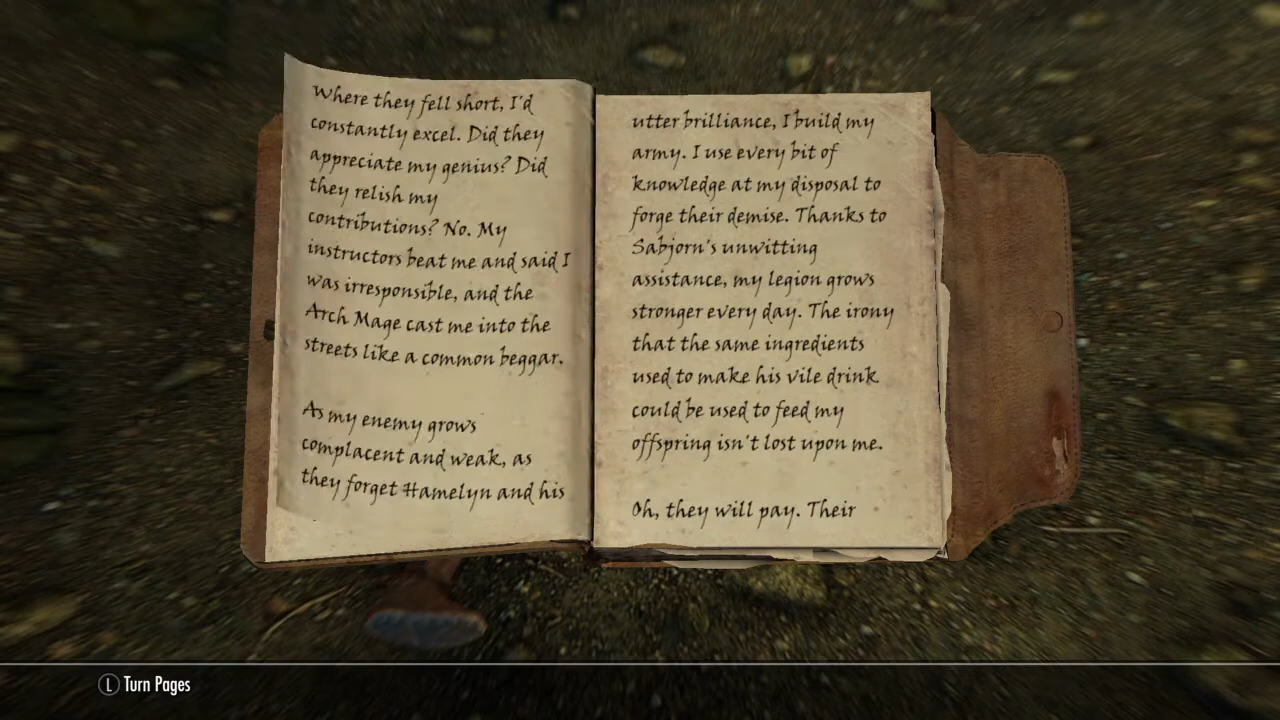 Where they fell short, I'd
constantly excel. Did they
appreciate my genius? Did
they relish my
contributions? No. My
instructors beat me and said I
was irresponsible, and the
Arch Mage cast me into the
streets like a common beggar.
As my enemy grows
complacent and weak, as
they forget Hamelyn and his
utter brilliance, I build my
army. I use every bit of
knowledge at my disposal to
forge their demise. Thanks to
Sabjorn's unwitting
assistance, my legion grows
stronger every day. The irony
that the same ingredients
used to make his vile drink
could be used to feed my
offspring isn't lost upon me.
Oh, they will pay. Their
L Turn Pages